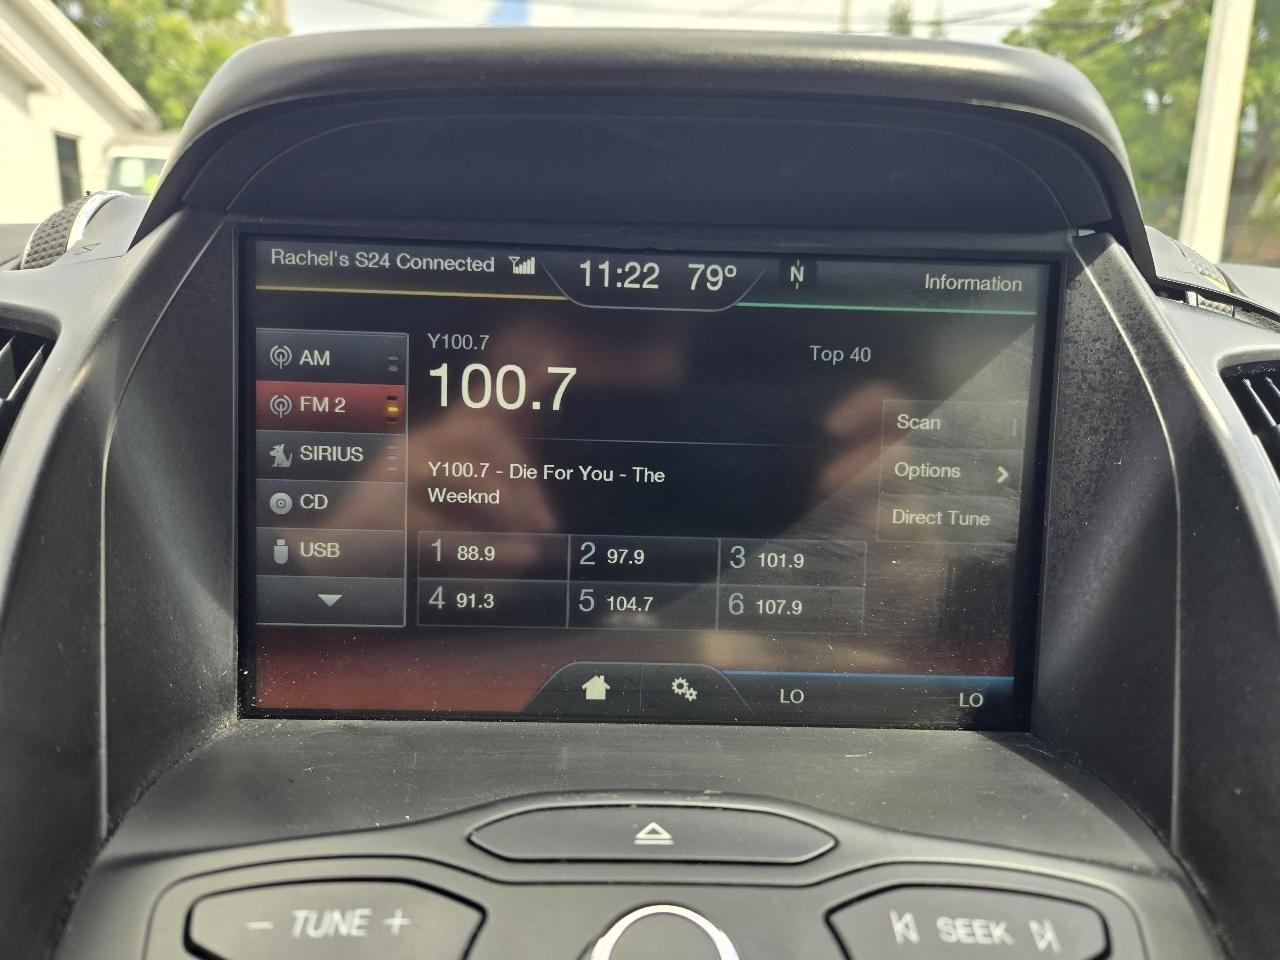 Rachel's S24 Connected
11:22 79° N
Information
AM
FM 2
SIRIUS
CD
USB
Y100.7
100.7
Top 40
Y100.7 - Die For You - The
Weeknd
Scan
Options
Direct Tune
1 88.9 2 97.9 3 101.9
4 91.3 5 104.7 6 107.9
LO LO
- TUNE +
SEEK